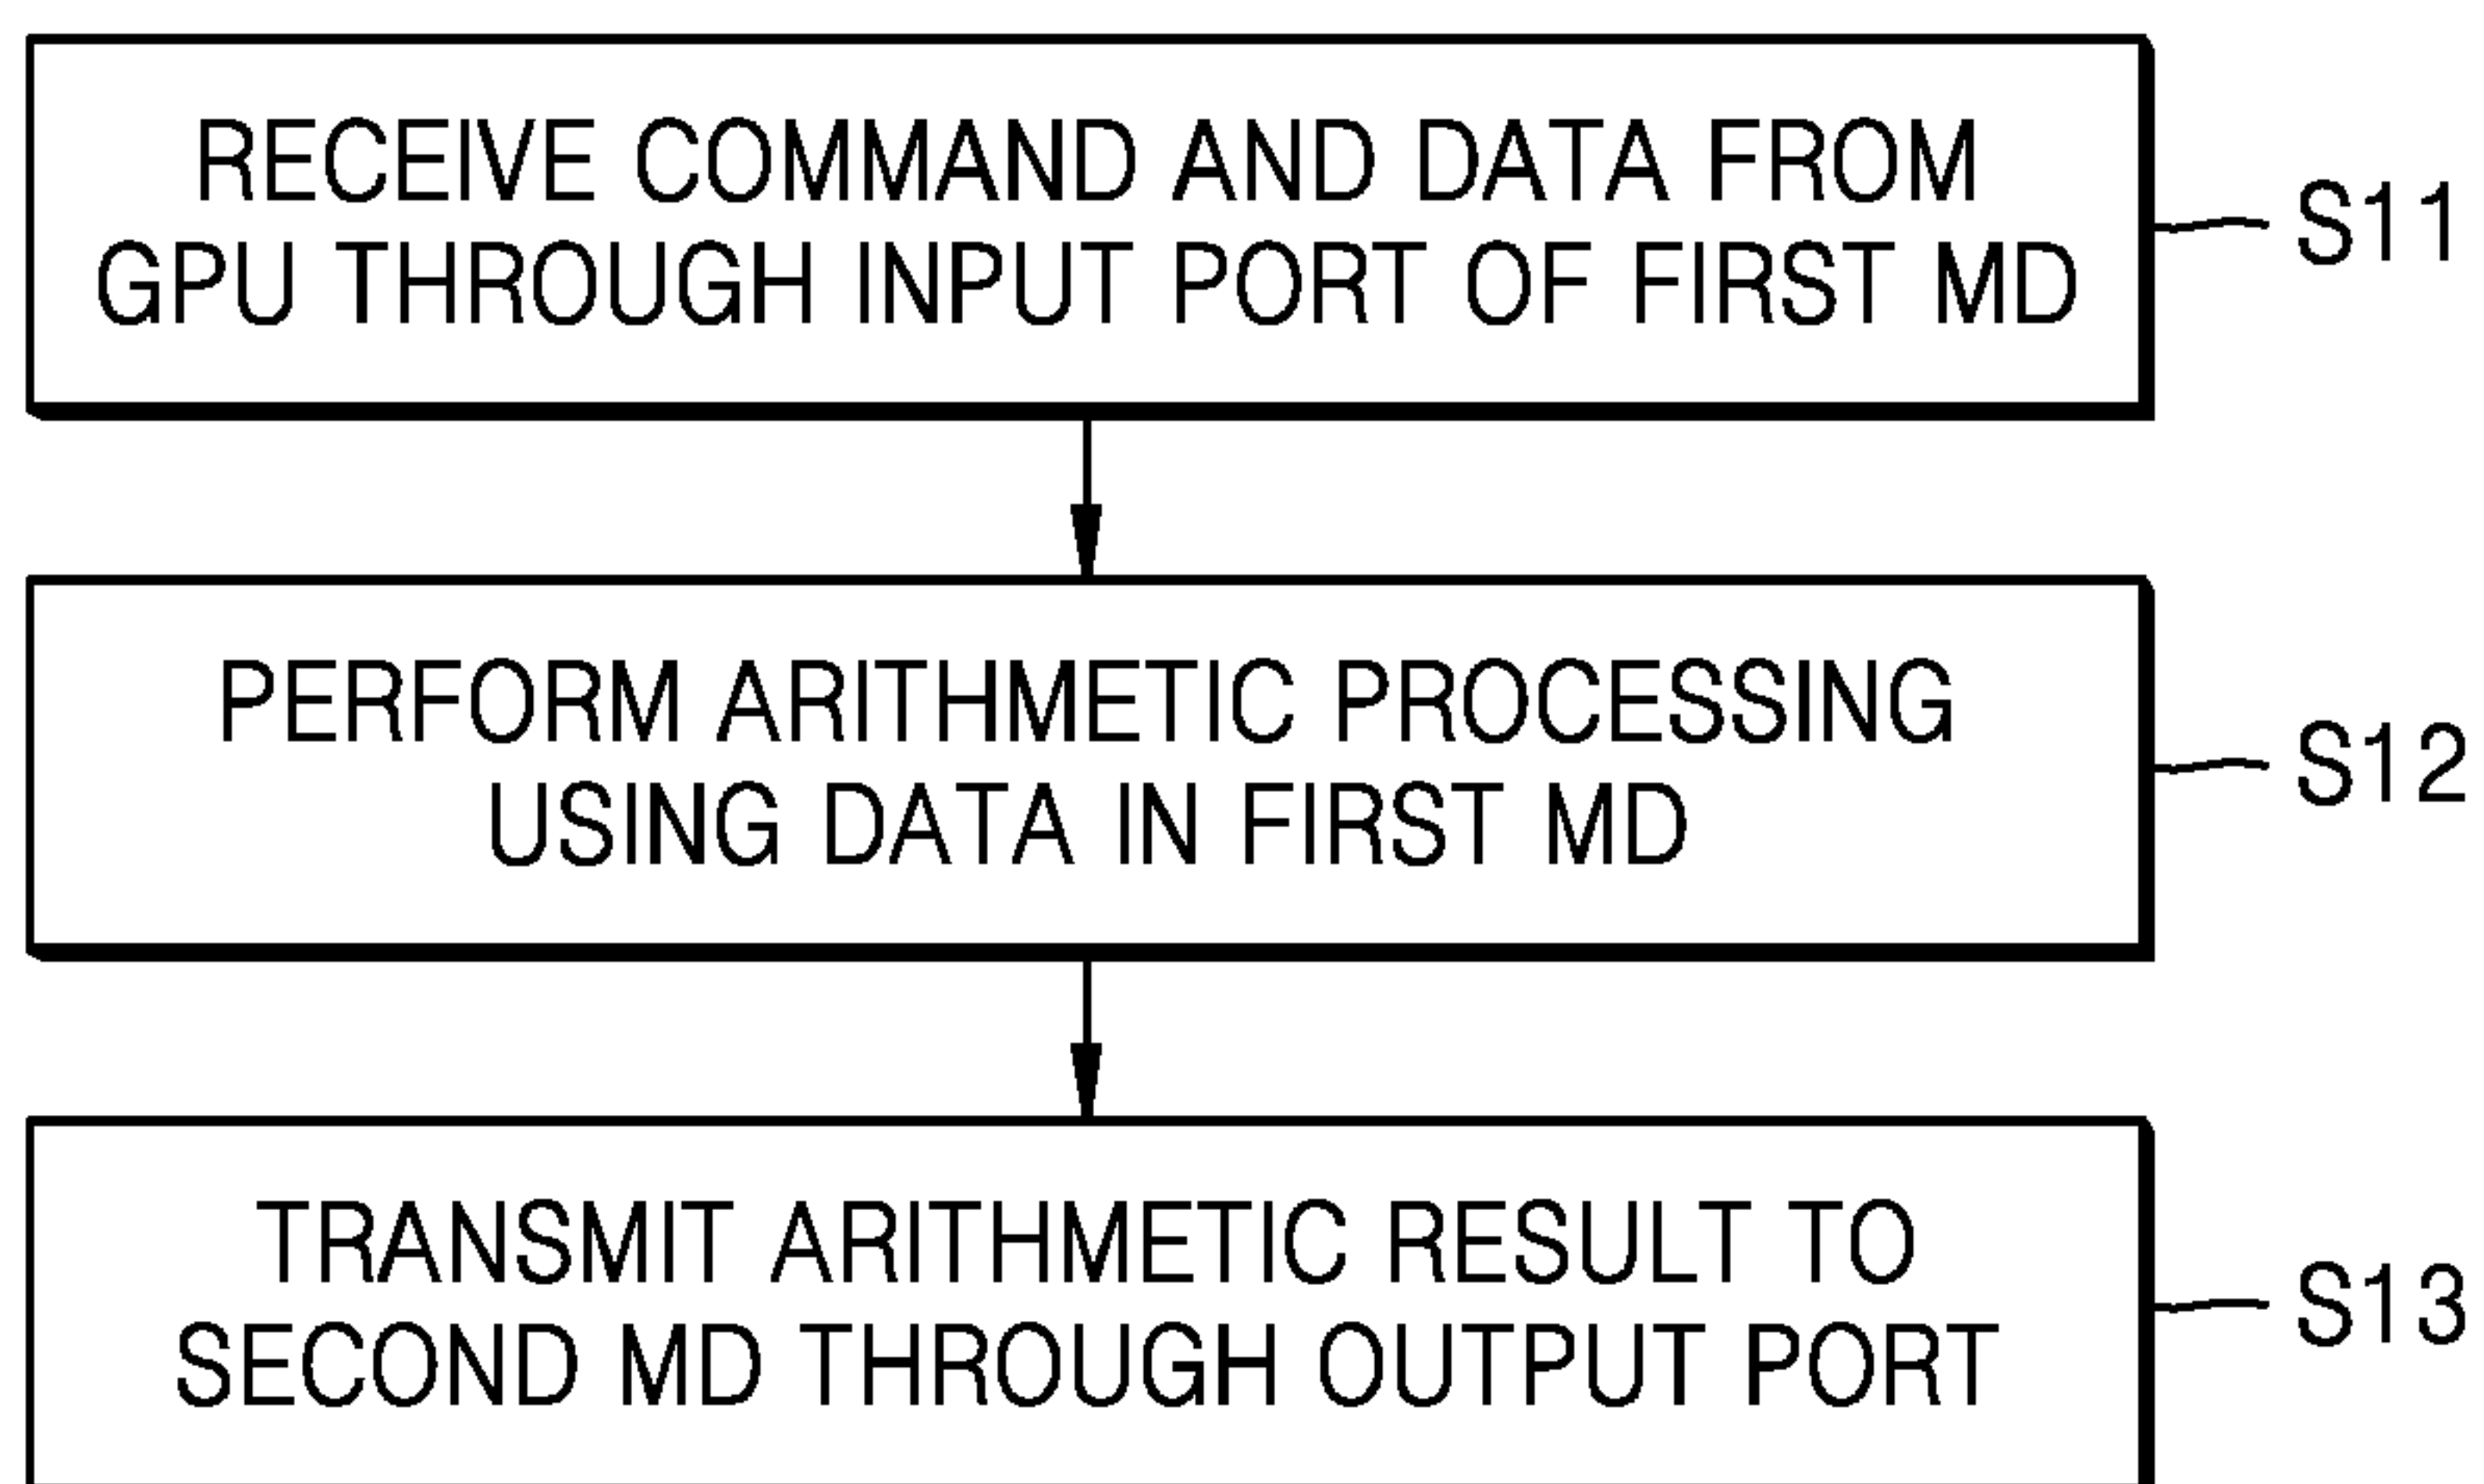 RECEIVE COMMAND AND DATA FROM
GPU THROUGH INPUT PORT OF FIRST MD
S11
PERFORM ARITHMETIC PROCESSING
USING DATA IN FIRST MD
S12
TRANSMIT ARITHMETIC RESULT TO
SECOND MD THROUGH OUTPUT PORT
S13